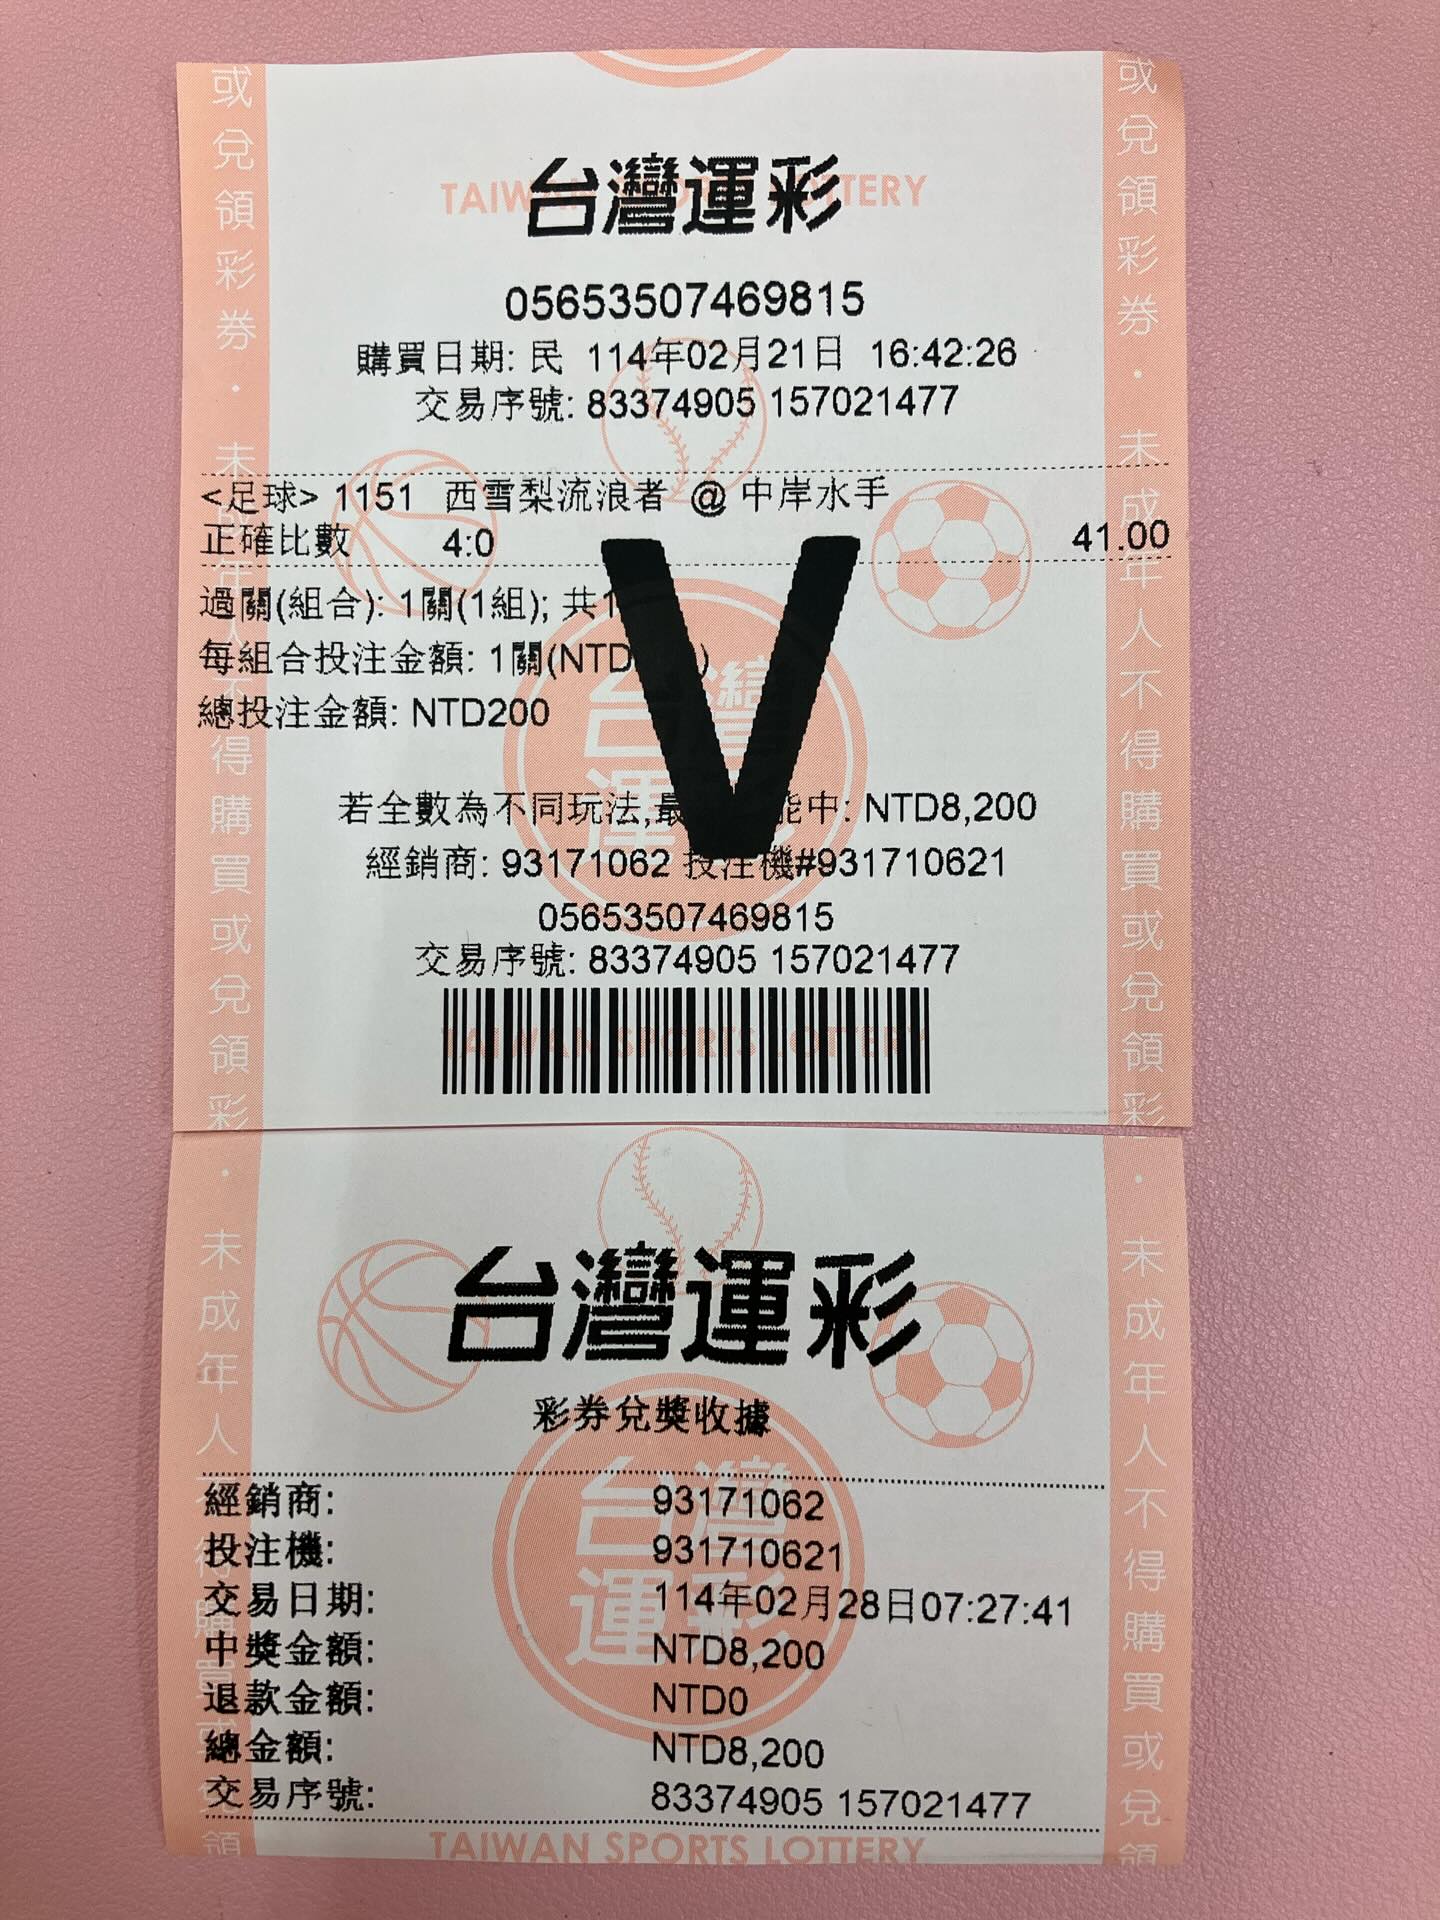 台灣運彩
TAIWAN SPORTS LOTTERY
05653507469815
購買日期: 民 114年02月21日 16:42:26
交易序號: 83374905 157021477
<足球> 1151 西雪梨流浪者 @ 中岸水手
正確比數 4:0 41.00
過關(組合): 1關(1組); 共1
每組合投注金額: 1關(NTD )
總投注金額: NTD200
V
台灣運彩
若全數為不同玩法,最 能中: NTD8,200
經銷商: 93171062 投注機#931710621
05653507469815
交易序號: 83374905 157021477
TAIWAN SPORTS LOTTERY
或兌領彩券・未成年人不得購買或兌領彩
或兌領彩券・未成年人不得購買或兌領彩
台灣運彩
彩券兌獎收據
經銷商: 93171062
投注機: 931710621
交易日期: 114年02月28日07:27:41
中獎金額: NTD8,200
退款金額: NTD0
總金額: NTD8,200
交易序號: 83374905 157021477
台灣運彩
TAIWAN SPORTS LOTTERY
・未成年人不得購買或兌領
・未成年人不得購買或兌領